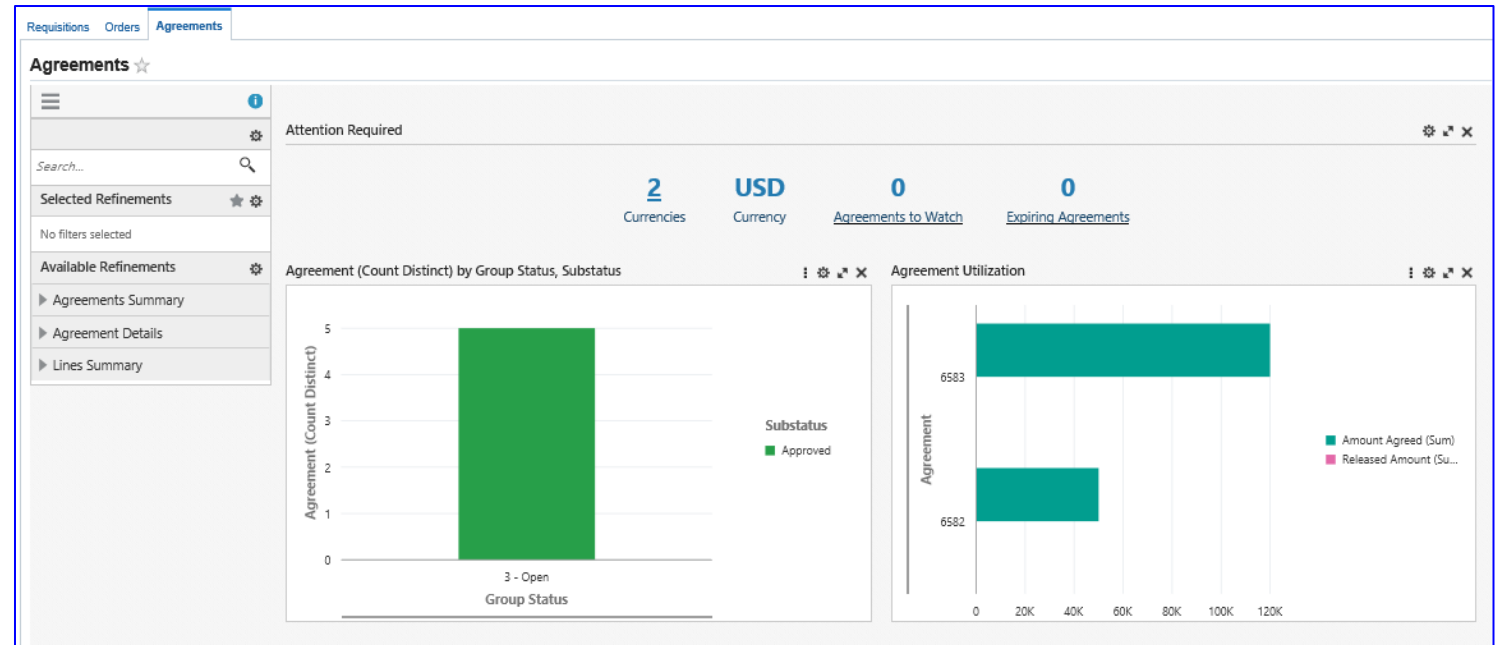 Requisitions Orders Agreements
Agreements
Search...
Selected Refinements
No filters selected
Available Refinements
Agreements Summary
Agreement Details
Lines Summary
Attention Required
2 USD 0 0
Currencies Currency Agreements to Watch Expiring Agreements
Agreement (Count Distinct) by Group Status, Substatus
Agreement (Count Distinct)
5
4
3
2
1
0
3 - Open
Group Status
Substatus
Approved
Agreement Utilization
Agreement
6583
6582
0 20K 40K 60K 80K 100K 120K
Amount Agreed (Sum)
Released Amount (Su...